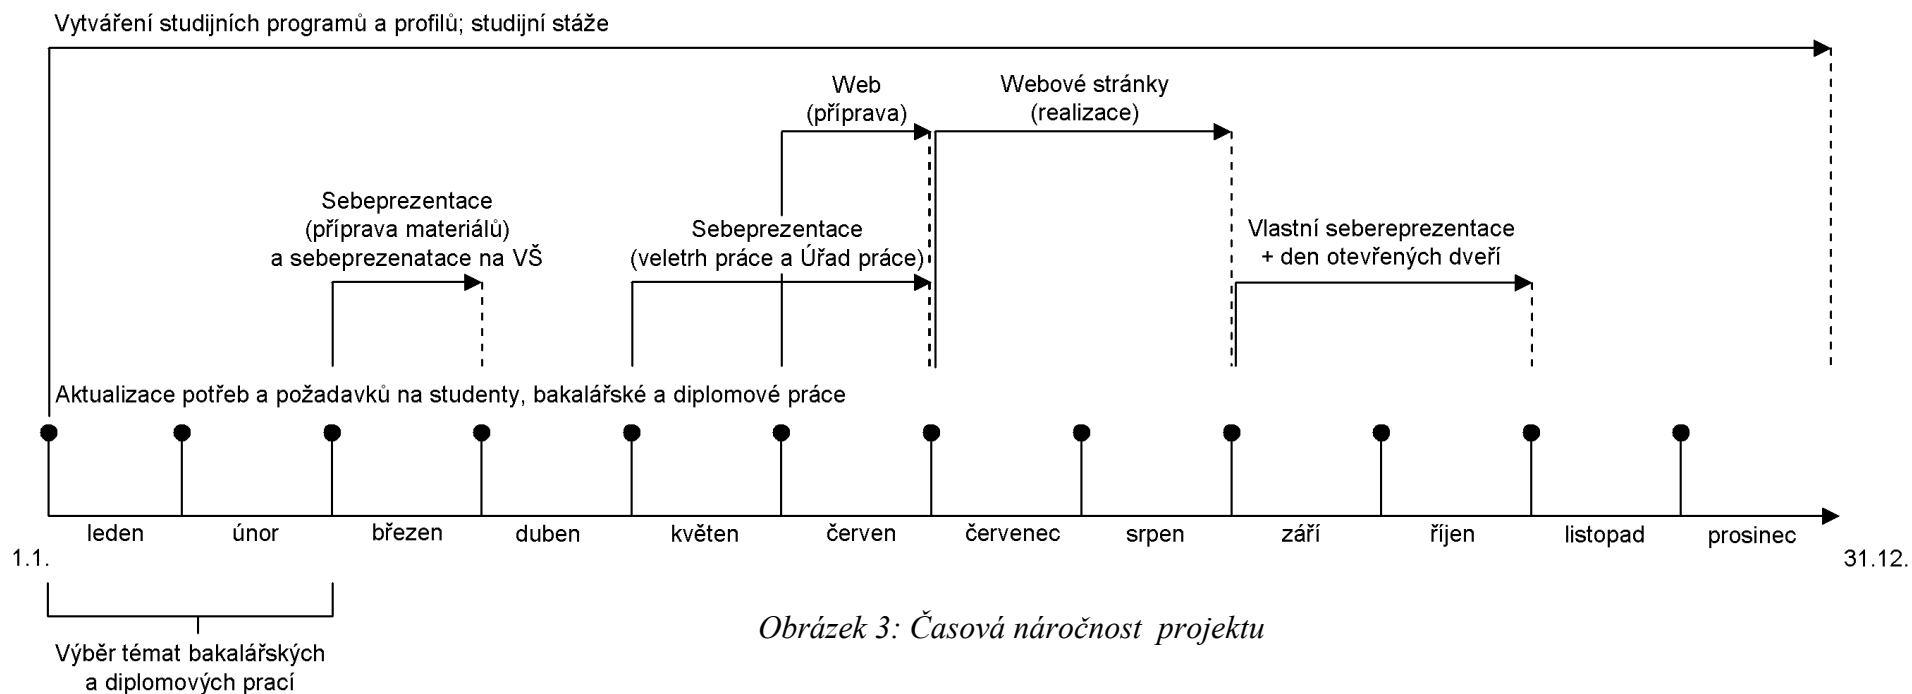 Vytváření studijních programů a profilů; studijní stáže
Web
(příprava)
Webové stránky
(realizace)
Sebeprezentace
(příprava materiálů)
a sebeprezenatace na VŠ
Sebeprezentace
(veletrh práce a Úřad práce)
Vlastní sebereprezentace
+ den otevřených dveří
Aktualizace potřeb a požadavků na studenty, bakalářské a diplomové práce
leden únor březen duben květen červen červenec srpen září říjen listopad prosinec
1.1. 31.12.
Výběr témat bakalářských
a diplomových prací
Obrázek 3: Časová náročnost projektu